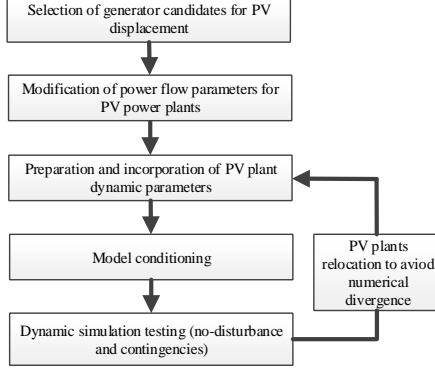 Selection of generator candidates for PV
displacement
Modification of power flow parameters for
PV power plants
Preparation and incorporation of PV plant
dynamic parameters
Model conditioning
PV plants
relocation to aviod
numerical
divergence
Dynamic simulation testing (no-disturbance
and contingencies)